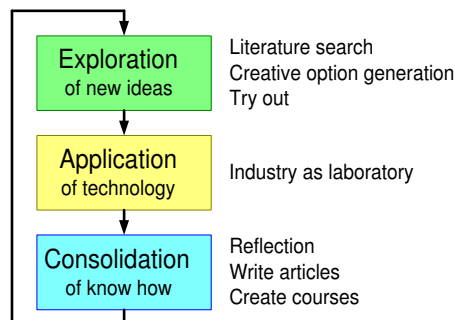 Exploration
of new ideas
Literature search
Creative option generation
Try out
Application
of technology
Industry as laboratory
Consolidation
of know how
Reflection
Write articles
Create courses